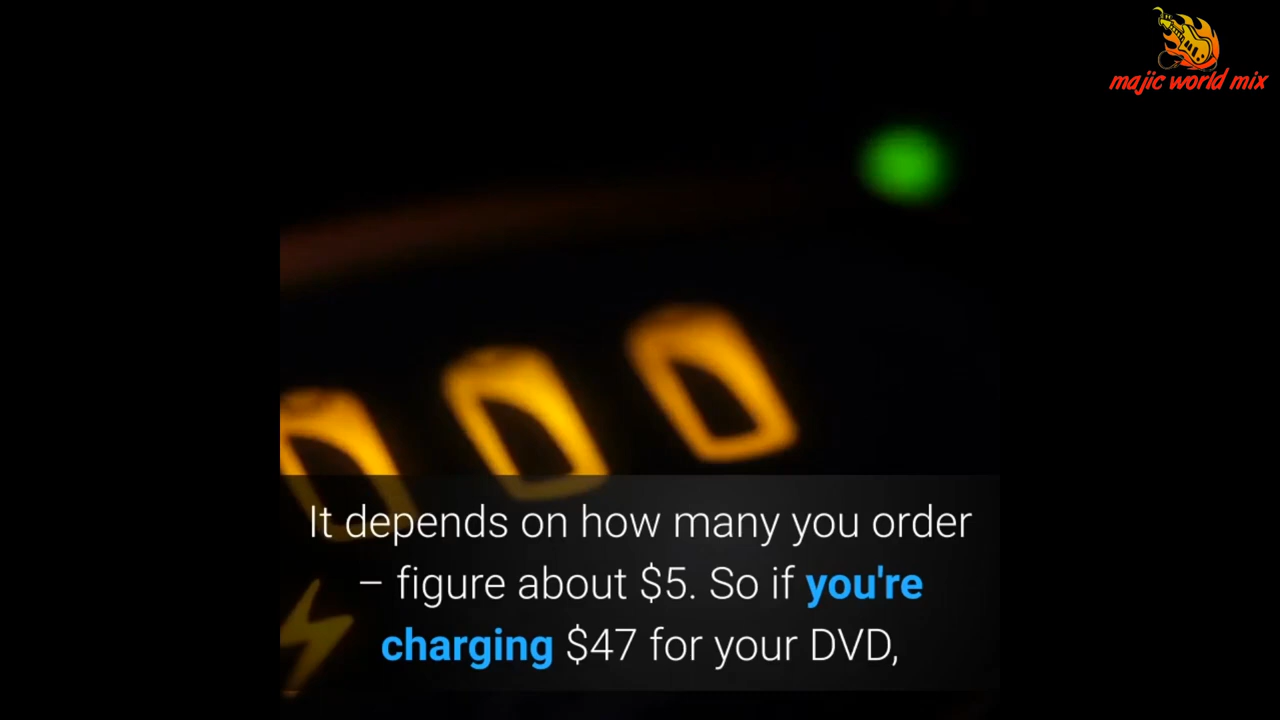 majic world mix
It depends on how many you order
– figure about $5. So if you're
charging $47 for your DVD,